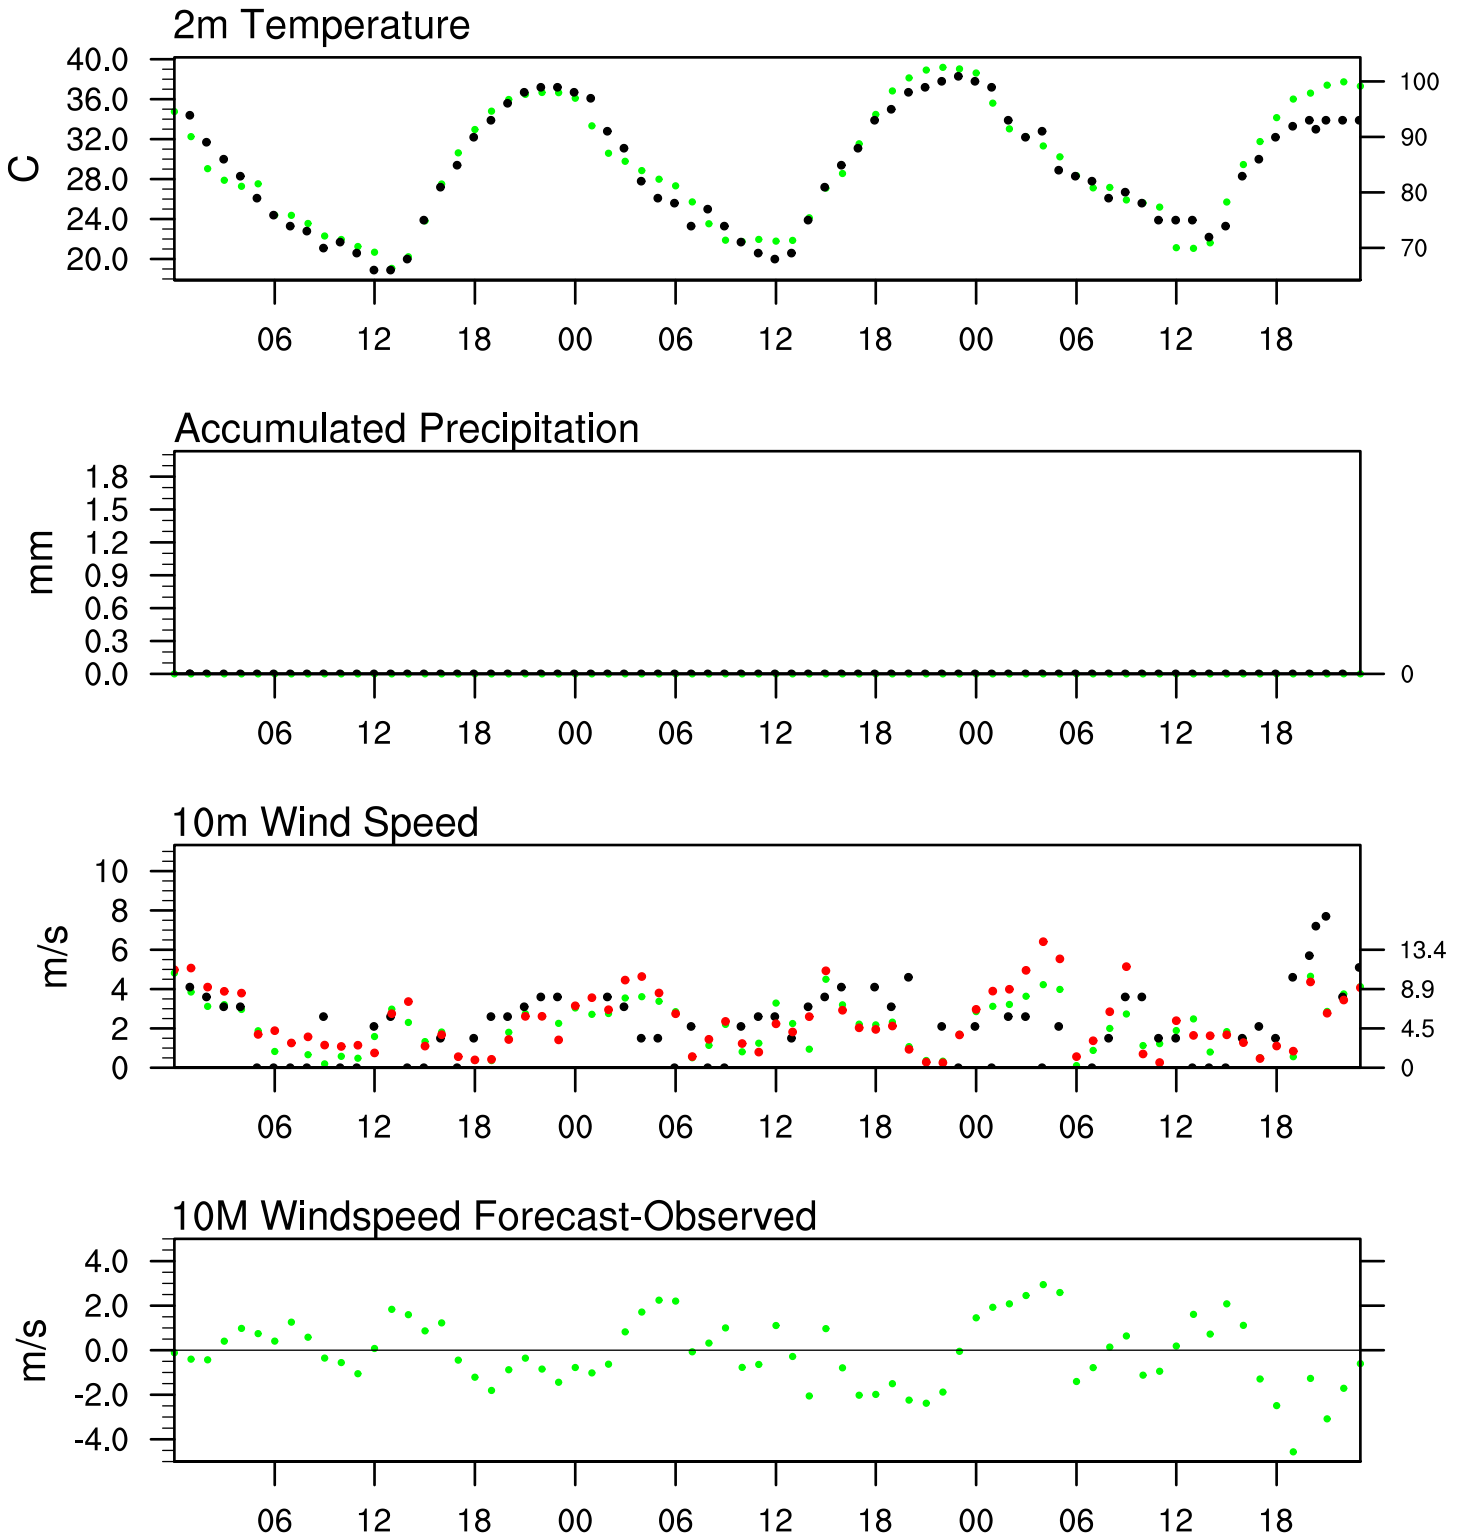 2m Temperature
40.0
36.0
32.0
28.0
24.0
20.0
C
100
90
80
70
06 12 18 00 06 12 18 00 06 12 18
Accumulated Precipitation
1.8
1.5
1.2
0.9
0.6
0.3
0.0
mm
0
06 12 18 00 06 12 18 00 06 12 18
10m Wind Speed
10
8
6
4
2
0
m/s
13.4
8.9
4.5
0
06 12 18 00 06 12 18 00 06 12 18
10M Windspeed Forecast-Observed
4.0
2.0
0.0
-2.0
-4.0
m/s
06 12 18 00 06 12 18 00 06 12 18